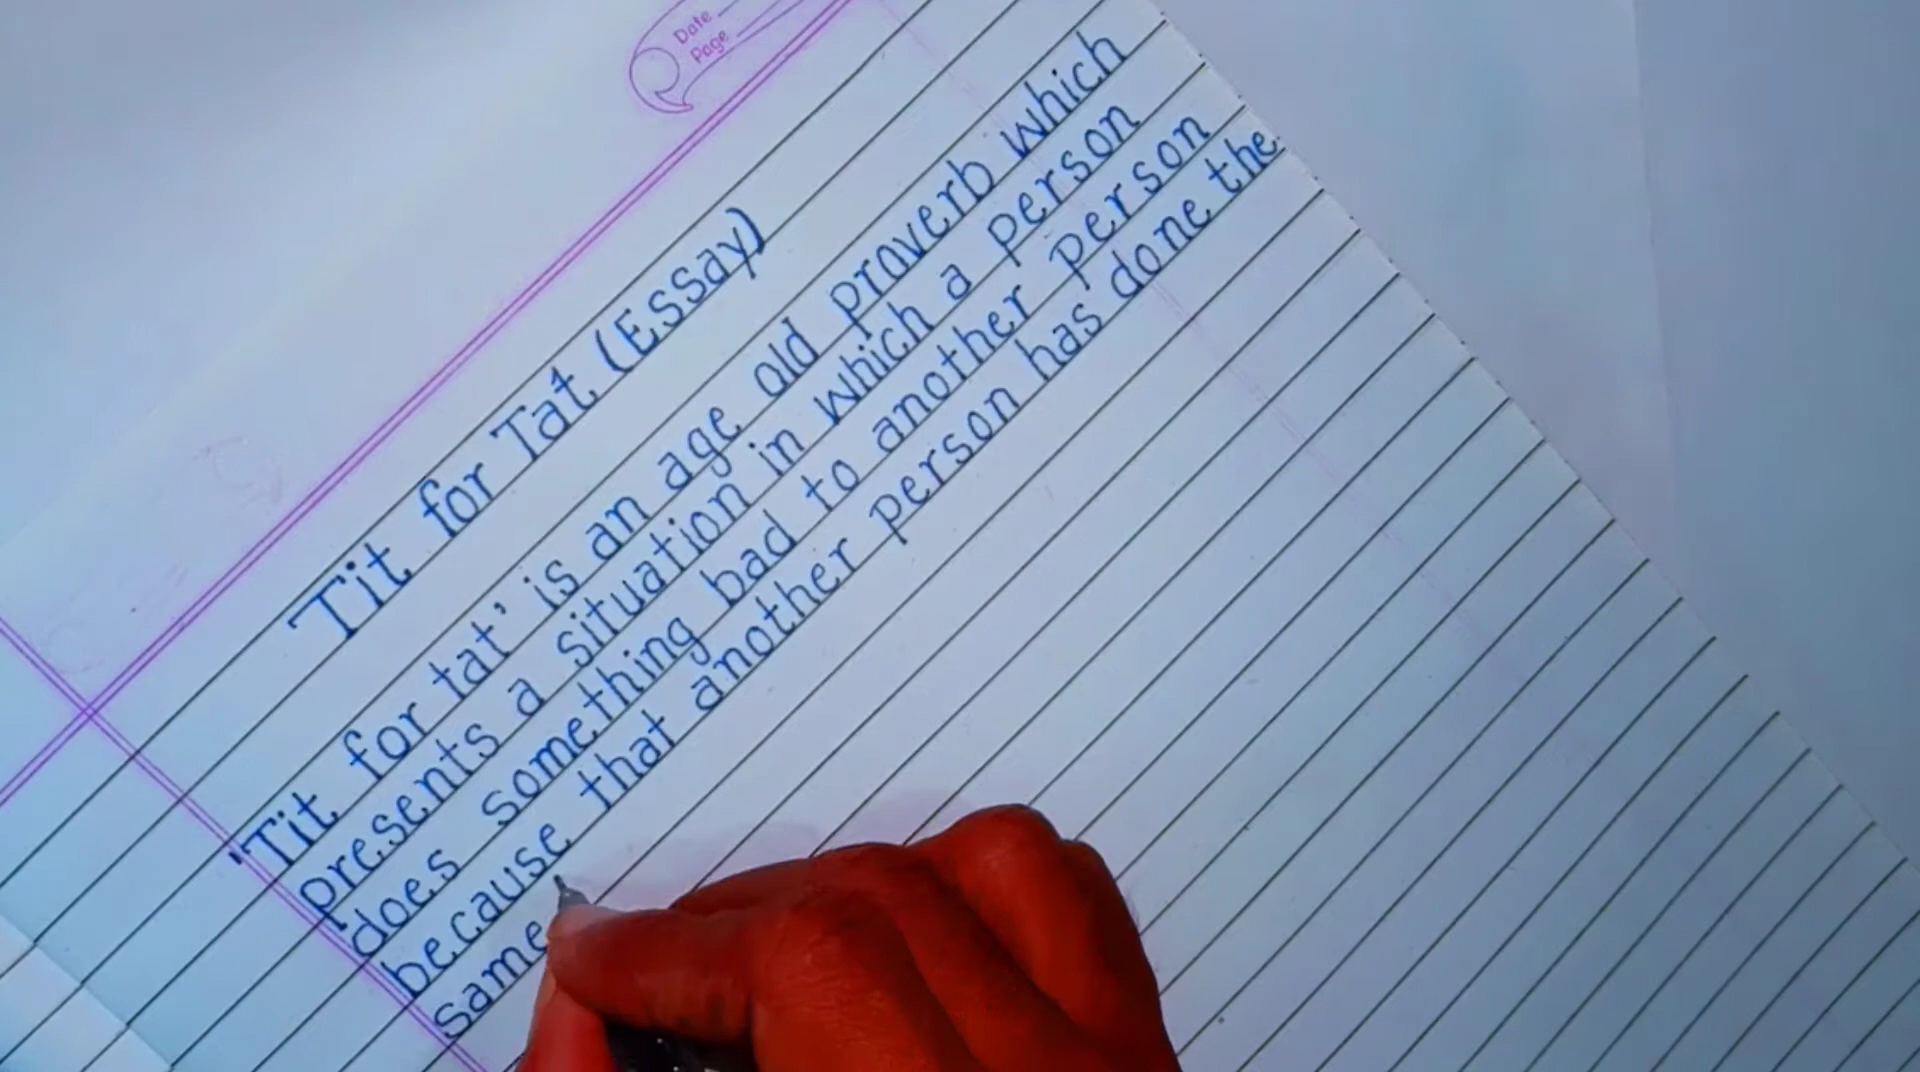 Date
Page
Tit for Tat (Essay)
'Tit for tat' is an age old proverb which
presents a situation in which a person
does something bad to another person
because that another person has done the
same